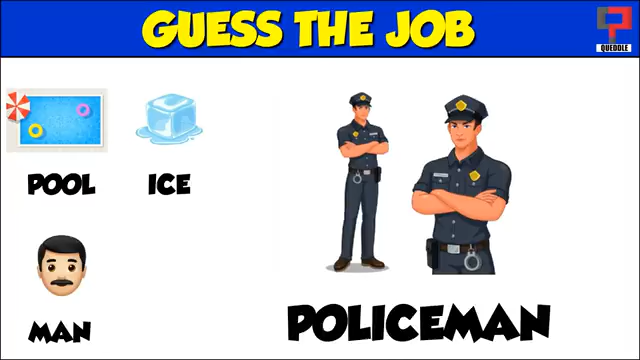 GUESS THE JOB
QUEDDLE
POOL ICE
MAN
POLICEMAN